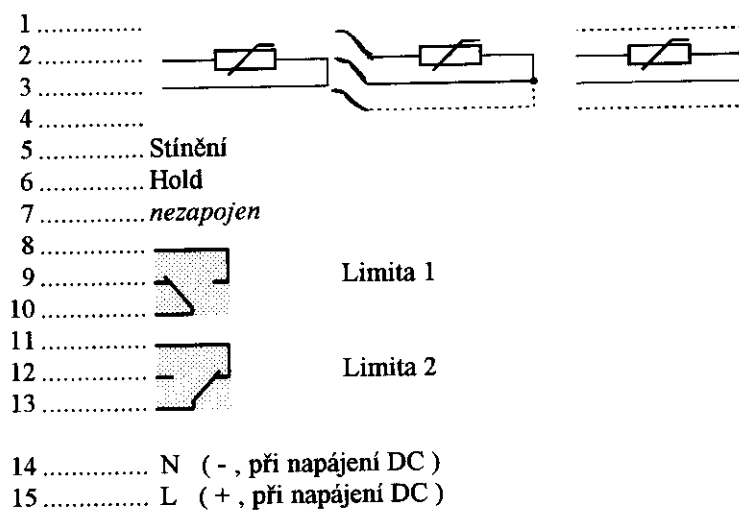 1 ...............
2 ...............
3 ...............
4 ...............
5 ............... Stínění
6 ............... Hold
7 ............... nezapojen
8 ...............
9 ............... Limita 1
10 ...............
11 ...............
12 ............... Limita 2
13 ...............
14 ............... N ( - , při napájení DC )
15 ............... L ( + , při napájení DC )